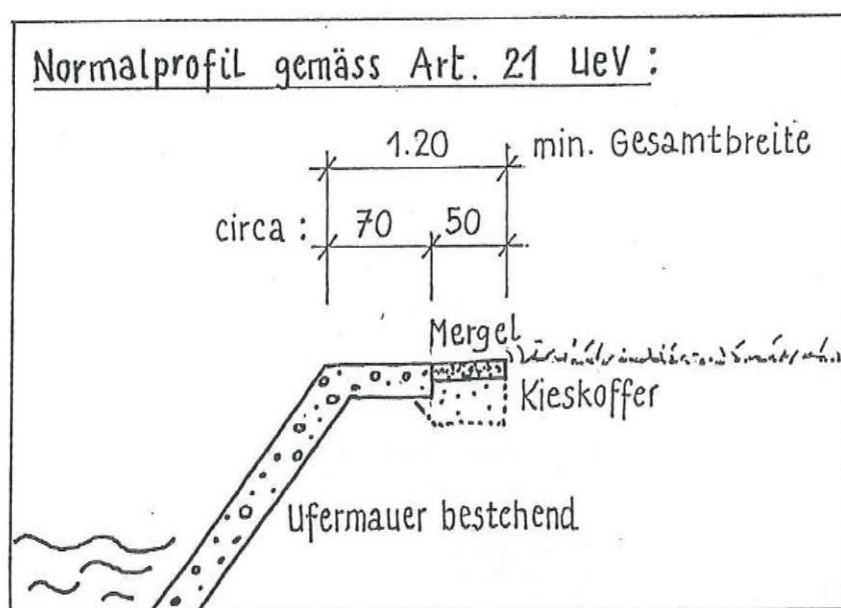 Normalprofil gemäss Art. 21 UeV :
1.20 min. Gesamtbreite
circa : 70 50
Mergel
Kieskoffer
Ufermauer bestehend